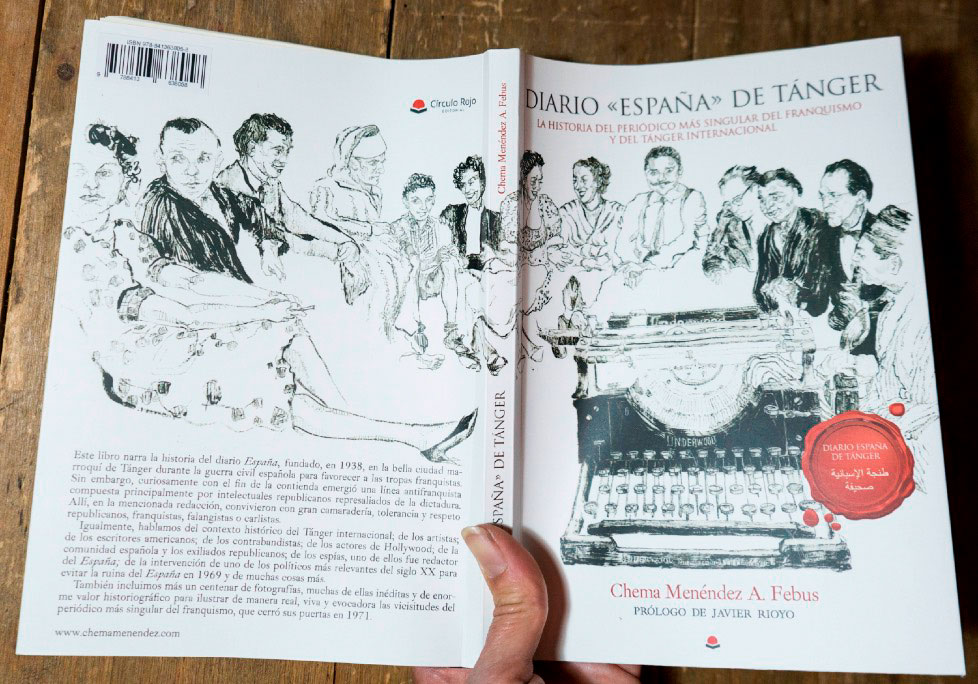 Círculo Rojo
EDITORIAL
Este libro narra la historia del diario España, fundado, en 1938, en la bella ciudad ma-
rroquí de Tánger durante la guerra civil española para favorecer a las tropas franquistas.
Sin embargo, curiosamente con el fin de la contienda emergió una línea antifranquista
compuesta principalmente por intelectuales republicanos represaliados de la dictadura.
Allí, en la mencionada redacción, convivieron con gran camaradería, tolerancia y respeto
republicanos, franquistas, falangistas o carlistas.
Igualmente, hablamos del contexto histórico del Tánger internacional; de los artistas;
de los escritores americanos; de los contrabandistas; de los actores de Hollywood; de la
comunidad española y los exiliados republicanos; de los espías, uno de ellos fue redactor
del España; de la intervención de uno de los políticos más relevantes del siglo XX para
evitar la ruina del España en 1969 y de muchas cosas más.
También incluimos más un centenar de fotografías, muchas de ellas inéditas y de enor-
me valor historiográfico para ilustrar de manera real, viva y evocadora las vicisitudes del
periódico más singular del franquismo, que cerró sus puertas en 1971.
www.chemamenendez.com
Chema Menéndez A. Febus
SPAÑA» DE TÁNGER
DIARIO «ESPAÑA» DE TÁNGER
LA HISTORIA DEL PERIÓDICO MÁS SINGULAR DEL FRANQUISMO
Y DEL TÁNGER INTERNACIONAL
UNDERWOOD
DIARIO ESPAÑA
DE TÁNGER
طنجة الإسبانية
صحيفة
Chema Menéndez A. Febus
PRÓLOGO DE JAVIER RIOYO